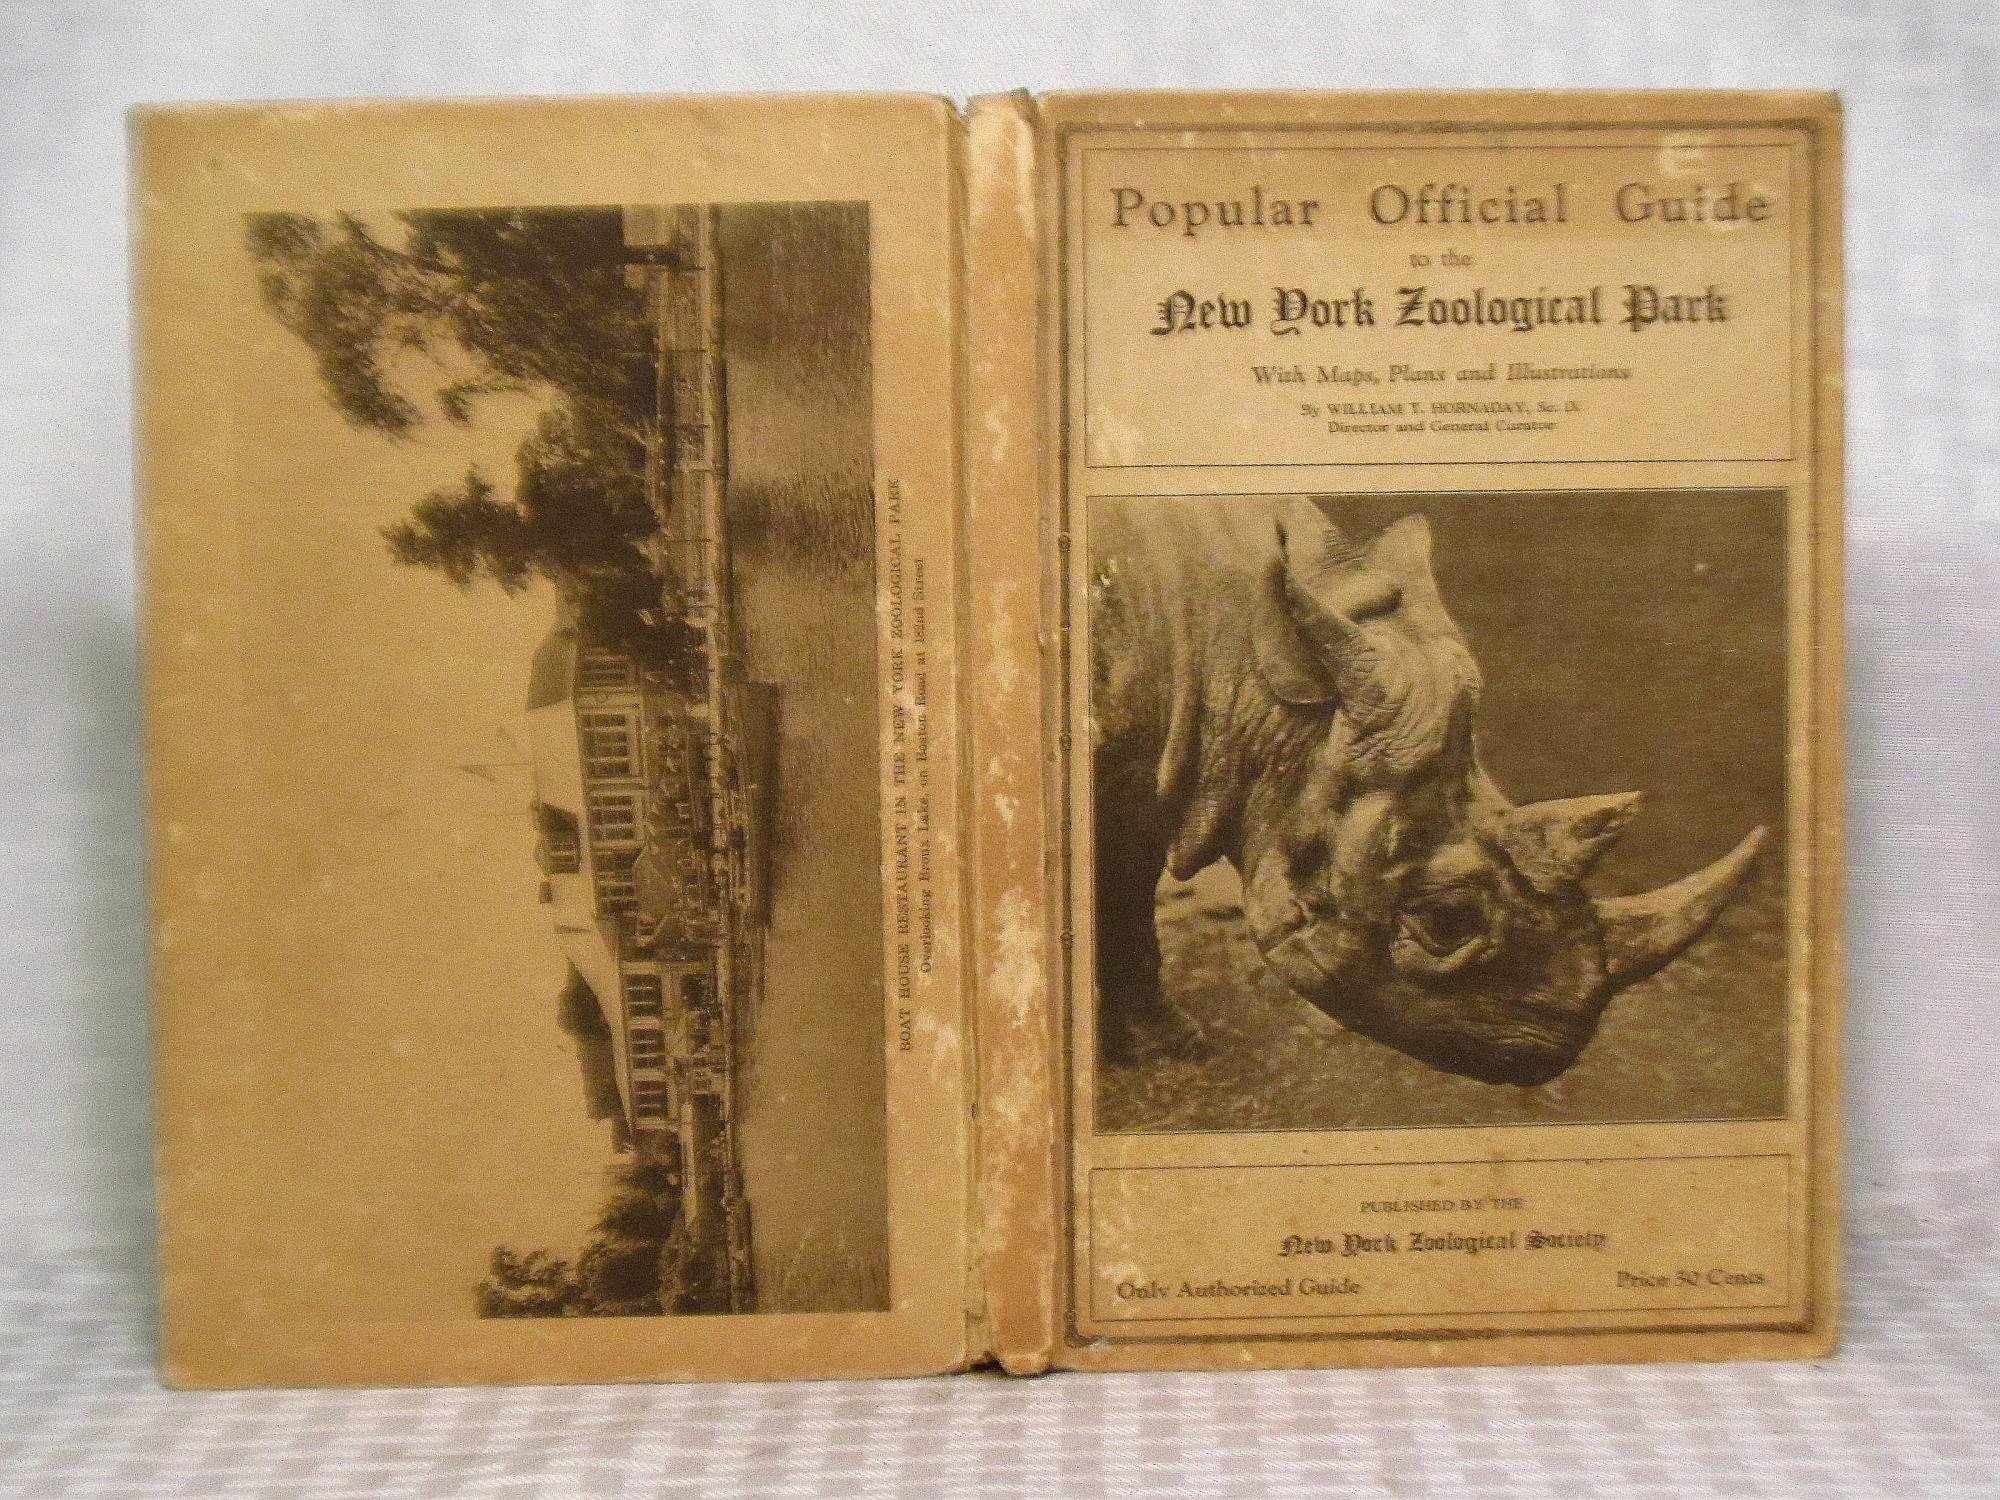 Popular Official Guide
to the
New York Zoological Park
With Maps, Plans and Illustrations
By WILLIAM T. HORNADAY, Sc. D.
Director and General Curator
PUBLISHED BY THE
New York Zoological Society
Only Authorized Guide
Price 50 Cents
BOAT HOUSE RESTAURANT IN THE NEW YORK ZOOLOGICAL PARK
Overlooking Bronx Lake, on Boston Road at 182nd Street